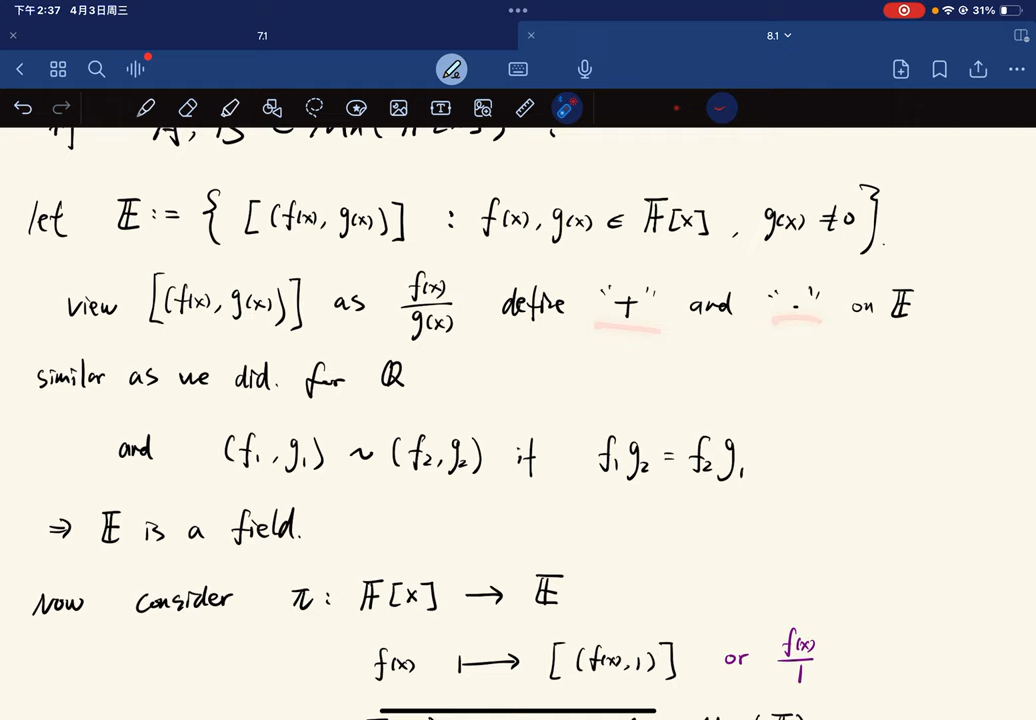 下午2:37 4月3日周三
31%
7.1
8.1
let 𝔼 := { [(f(x), g(x))] : f(x), g(x) ∈ 𝔽[x], g(x) ≠ 0 }.
view [(f(x), g(x))] as f(x)/g(x) define "+" and "·" on 𝔼
similar as we did. for ℚ
and (f₁, g₁) ~ (f₂, g₂) if f₁g₂ = f₂g₁
⇒ 𝔼 is a field.
Now consider π: 𝔽[x] → 𝔼
f(x) ↦ [(f(x), 1)] or f(x)/1